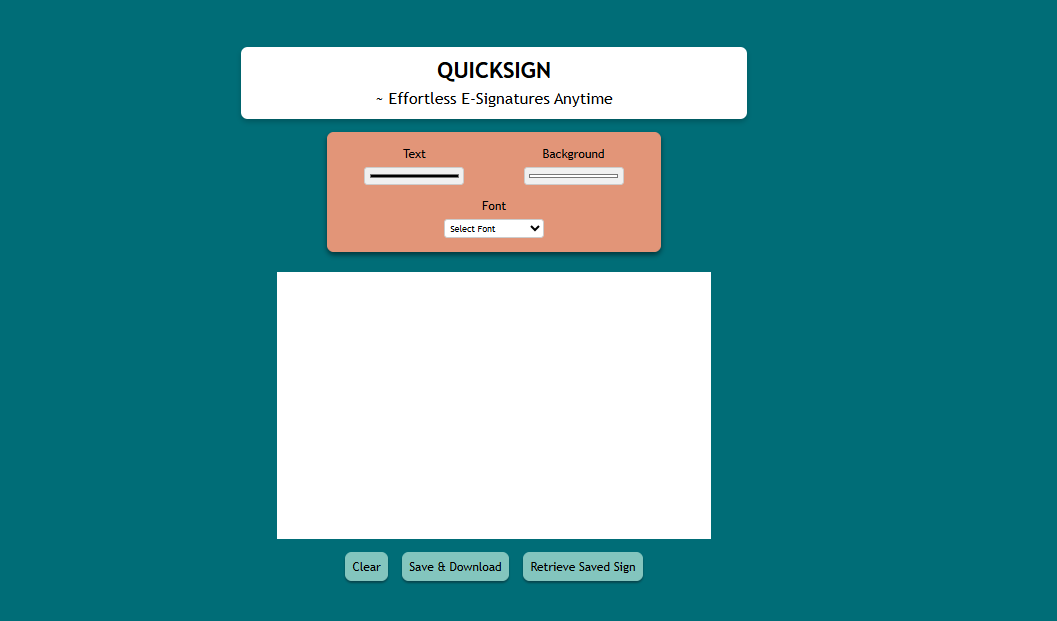 QUICKSIGN
~ Effortless E-Signatures Anytime
Text Background
Font
Select Font
Clear Save & Download Retrieve Saved Sign